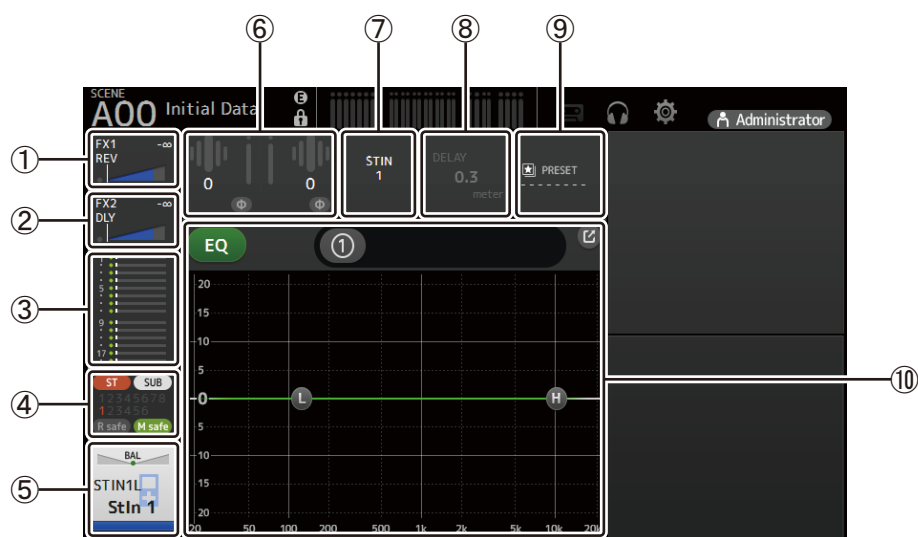 ⑥ ⑦ ⑧ ⑨
SCENE
A00 Initial Data
E
Administrator
①
FX1 -∞
REV
0 0
Φ Φ
STIN
1
DELAY
0.3
meter
PRESET
②
FX2 -∞
DLY
EQ ①
③
1
5
9
17
④
ST SUB
12345678
123456
R safe M safe
⑤
BAL
STIN1L
StIn 1
20
15
10
5
0 L H
5
10
15
20
20 50 100 200 500 1k 2k 5k 10k 20k
⑩